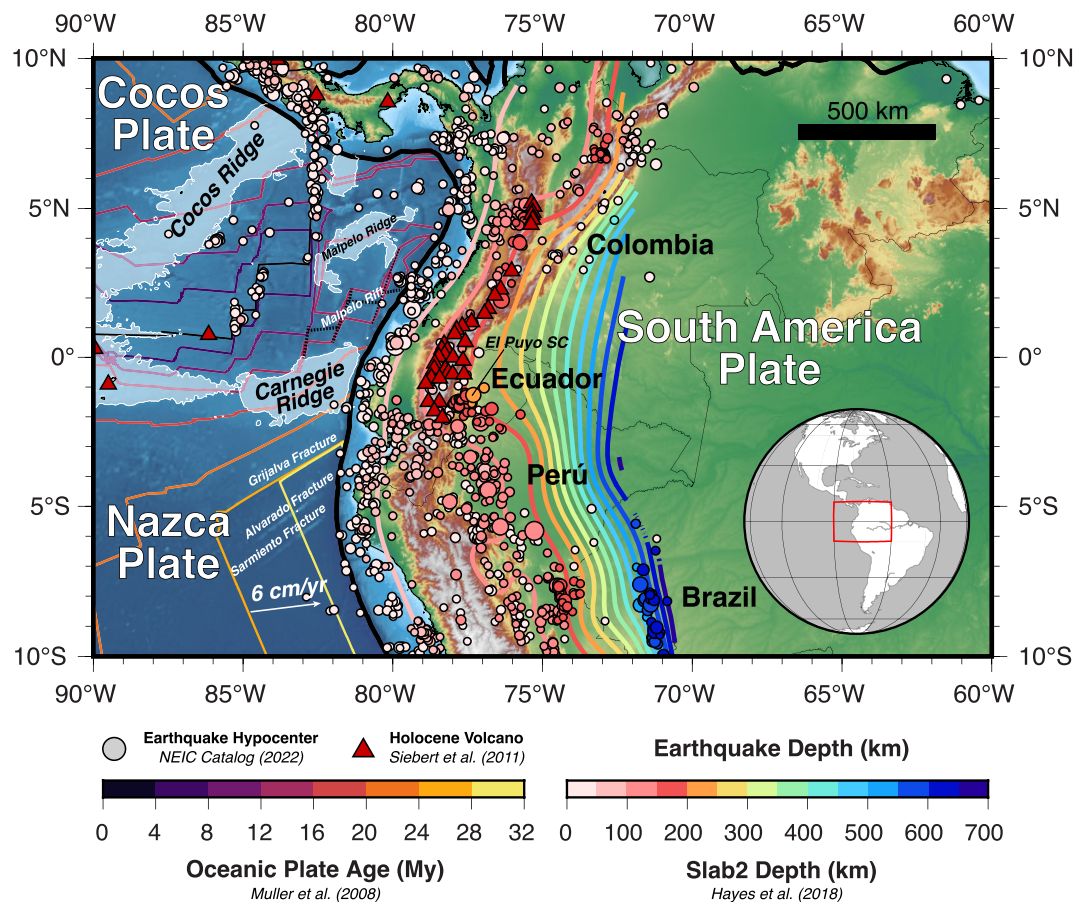 90°W 85°W 80°W 75°W 70°W 65°W 60°W
10°N 10°N
Cocos
Plate
500 km
Cocos Ridge
5°N 5°N
Malpelo Ridge
Colombia
Malpelo Rift
South America
Plate
El Puyo SC
0° 0°
Carnegie
Ridge
Ecuador
Grijalva Fracture
Perú
Alvarado Fracture
5°S 5°S
Nazca
Plate
Sarmiento Fracture
6 cm/yr
Brazil
10°S 10°S
90°W 85°W 80°W 75°W 70°W 65°W 60°W
Earthquake Hypocenter
NEIC Catalog (2022)
Holocene Volcano
Siebert et al. (2011)
Earthquake Depth (km)
0 4 8 12 16 20 24 28 32
0 100 200 300 400 500 600 700
Oceanic Plate Age (My)
Muller et al. (2008)
Slab2 Depth (km)
Hayes et al. (2018)